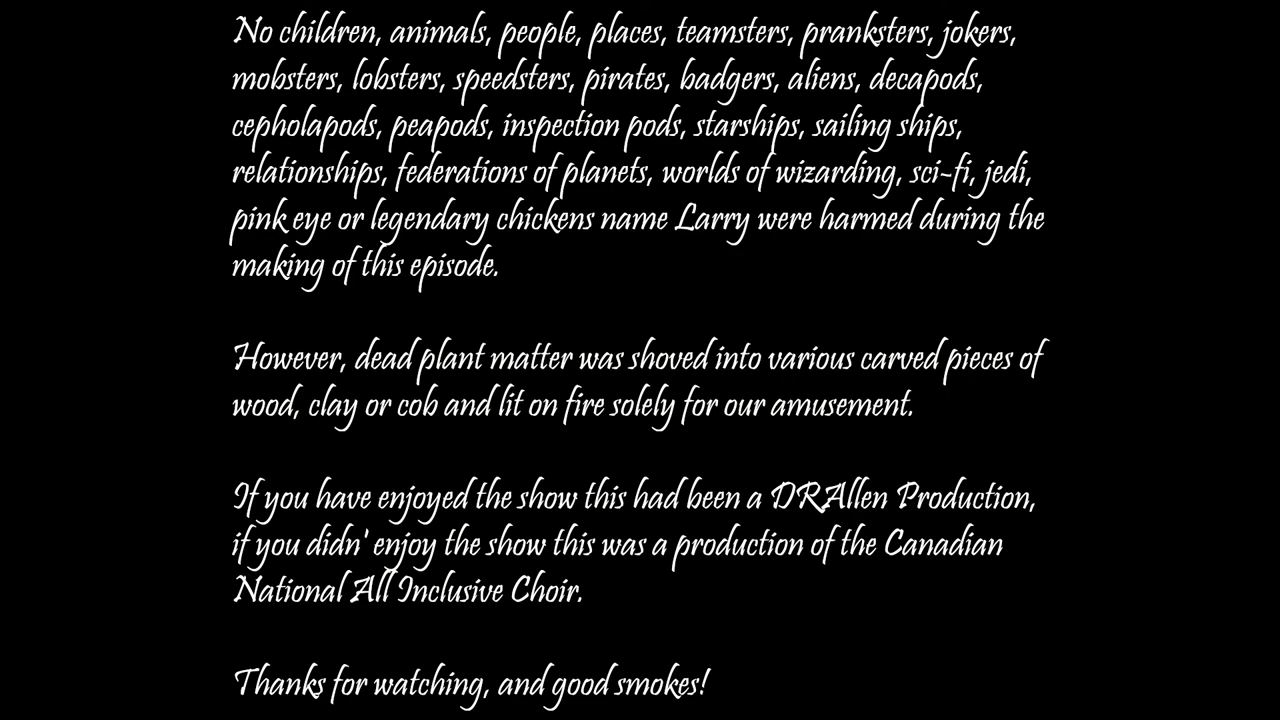 No children, animals, people, places, teamsters, pranksters, jokers,
mobsters, lobsters, speedsters, pirates, badgers, aliens, decapods,
cepholapods, peapods, inspection pods, starships, sailing ships,
relationships, federations of planets, worlds of wizarding, sci-fi, jedi,
pink eye or legendary chickens name Larry were harmed during the
making of this episode.
However, dead plant matter was shoved into various carved pieces of
wood, clay or cob and lit on fire solely for our amusement.
If you have enjoyed the show this had been a DRAllen Production,
if you didn' enjoy the show this was a production of the Canadian
National All Inclusive Choir.
Thanks for watching, and good smokes!